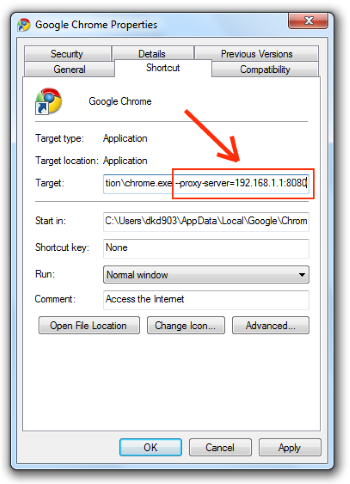 Google Chrome Properties
Security Details Previous Versions
General Shortcut Compatibility
Google Chrome
Target type: Application
Target location: Application
Target: tion\chrome.exe --proxy-server=192.168.1.1:8080
Start in: C:\Users\dkd903\AppData\Local\Google\Chrom
Shortcut key: None
Run: Normal window
Comment: Access the Internet
Open File Location Change Icon... Advanced...
OK Cancel Apply